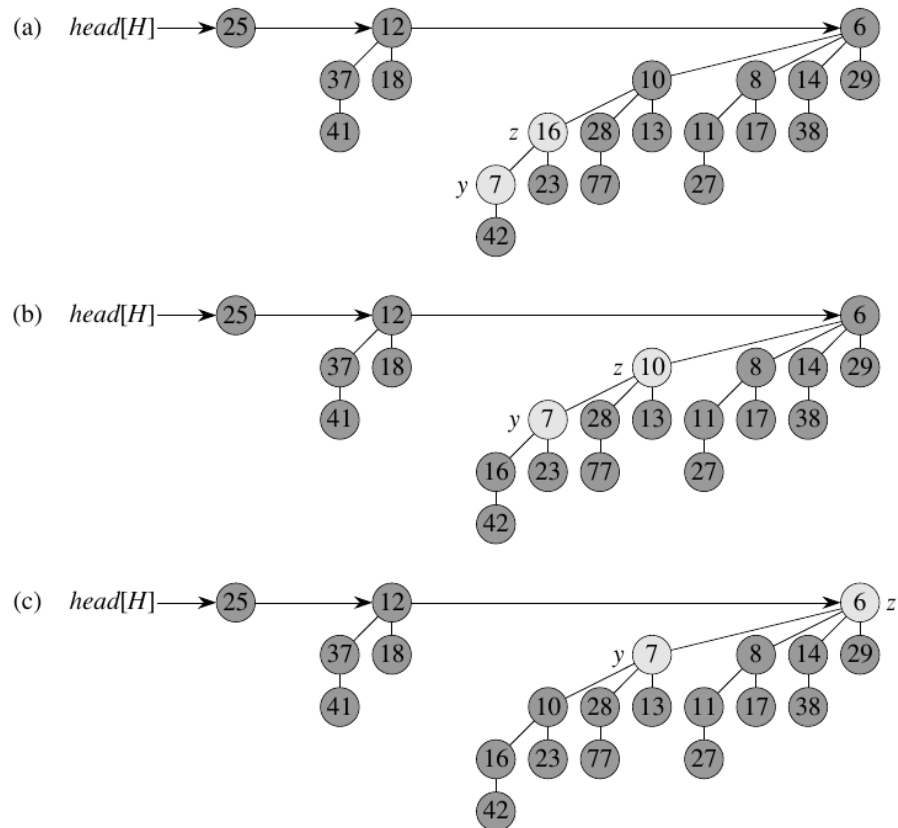 (a) head[H] 25 12 6
37 18 10 8 14 29
41 z 16 28 13 11 17 38
y 7 23 77 27
42
(b) head[H] 25 12 6
37 18 z 10 8 14 29
41 y 7 28 13 11 17 38
16 23 77 27
42
(c) head[H] 25 12 6 z
37 18 y 7 8 14 29
41 10 28 13 11 17 38
16 23 77 27
42